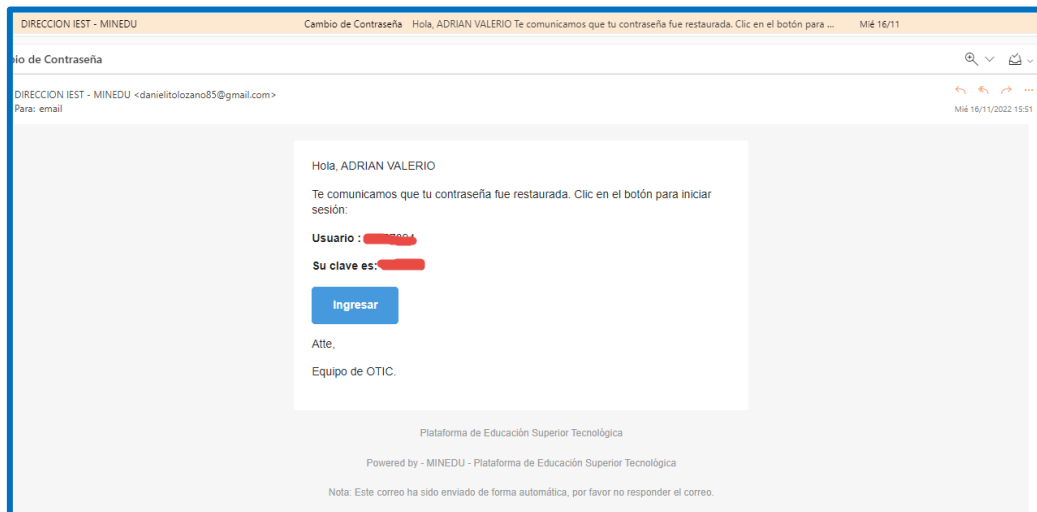 DIRECCION IEST - MINEDU Cambio de Contraseña Hola, ADRIAN VALERIO Te comunicamos que tu contraseña fue restaurada. Clic en el botón para ... Mié 16/11
io de Contraseña
DIRECCION IEST - MINEDU <danielitolozano85@gmail.com>
Para: email
Mié 16/11/2022 15:51
Hola, ADRIAN VALERIO
Te comunicamos que tu contraseña fue restaurada. Clic en el botón para iniciar
sesión:
Usuario :
Su clave es:
Ingresar
Atte,
Equipo de OTIC.
Plataforma de Educación Superior Tecnológica
Powered by - MINEDU - Plataforma de Educación Superior Tecnológica
Nota: Este correo ha sido enviado de forma automática, por favor no responder el correo.